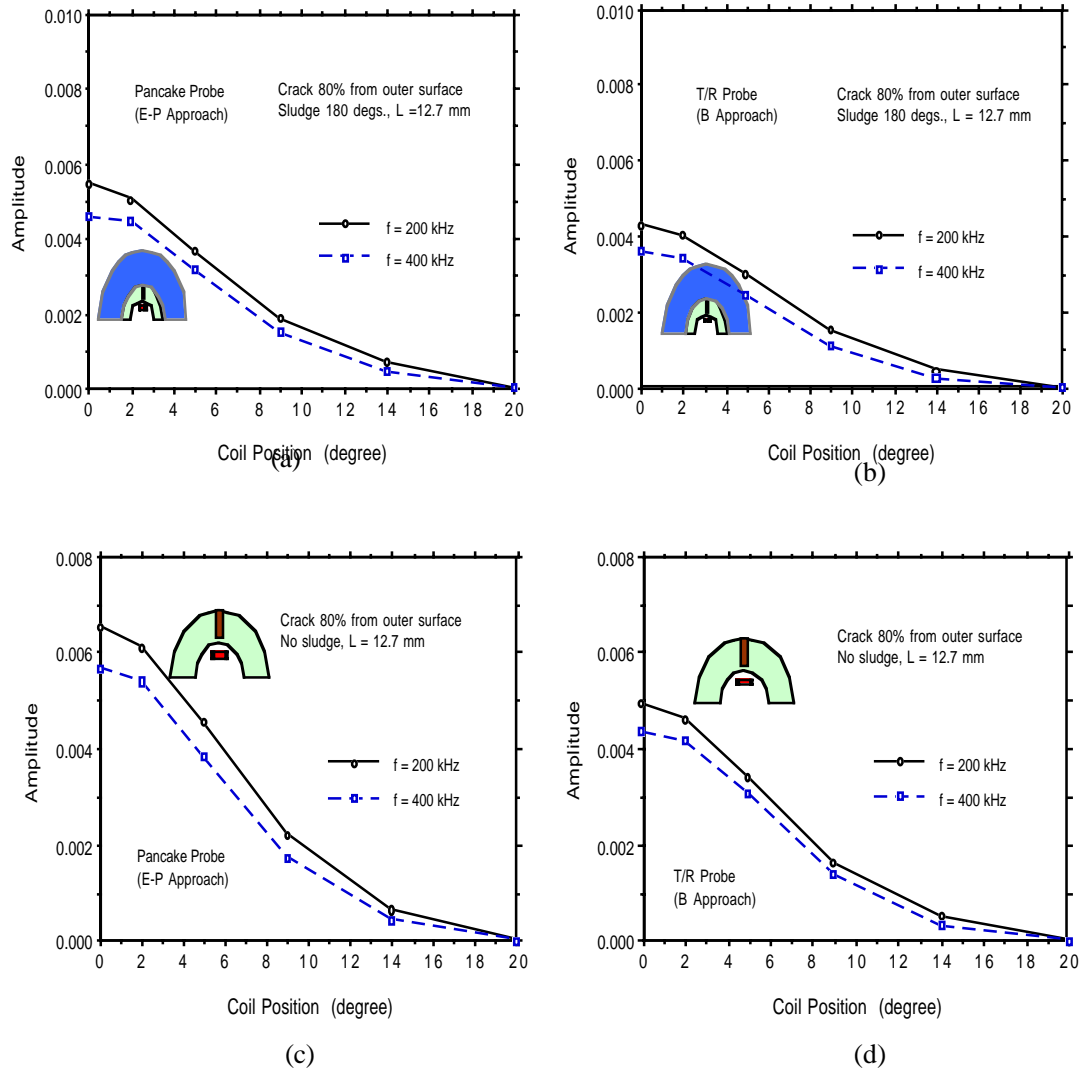 0.010
0.008
0.006
0.004
0.002
0.000
Amplitude
Pancake Probe
(E-P Approach)
Crack 80% from outer surface
Sludge 180 degs., L =12.7 mm
f = 200 kHz
f = 400 kHz
0 2 4 6 8 10 12 14 16 18 20
Coil Position (degree)
(a)
0.010
0.008
0.006
0.004
0.002
0.000
Amplitude
T/R Probe
(B Approach)
Crack 80% from outer surface
Sludge 180 degs., L = 12.7 mm
f = 200 kHz
f = 400 kHz
0 2 4 6 8 10 12 14 16 18 20
Coil Position (degree)
(b)
0.008
0.006
0.004
0.002
0.000
Amplitude
Crack 80% from outer surface
No sludge, L = 12.7 mm
f = 200 kHz
f = 400 kHz
Pancake Probe
(E-P Approach)
0 2 4 6 8 10 12 14 16 18 20
Coil Position (degree)
(c)
0.008
0.006
0.004
0.002
0.000
Amplitude
Crack 80% from outer surface
No sludge, L = 12.7 mm
f = 200 kHz
f = 400 kHz
T/R Probe
(B Approach)
0 2 4 6 8 10 12 14 16 18 20
Coil Position (degree)
(d)